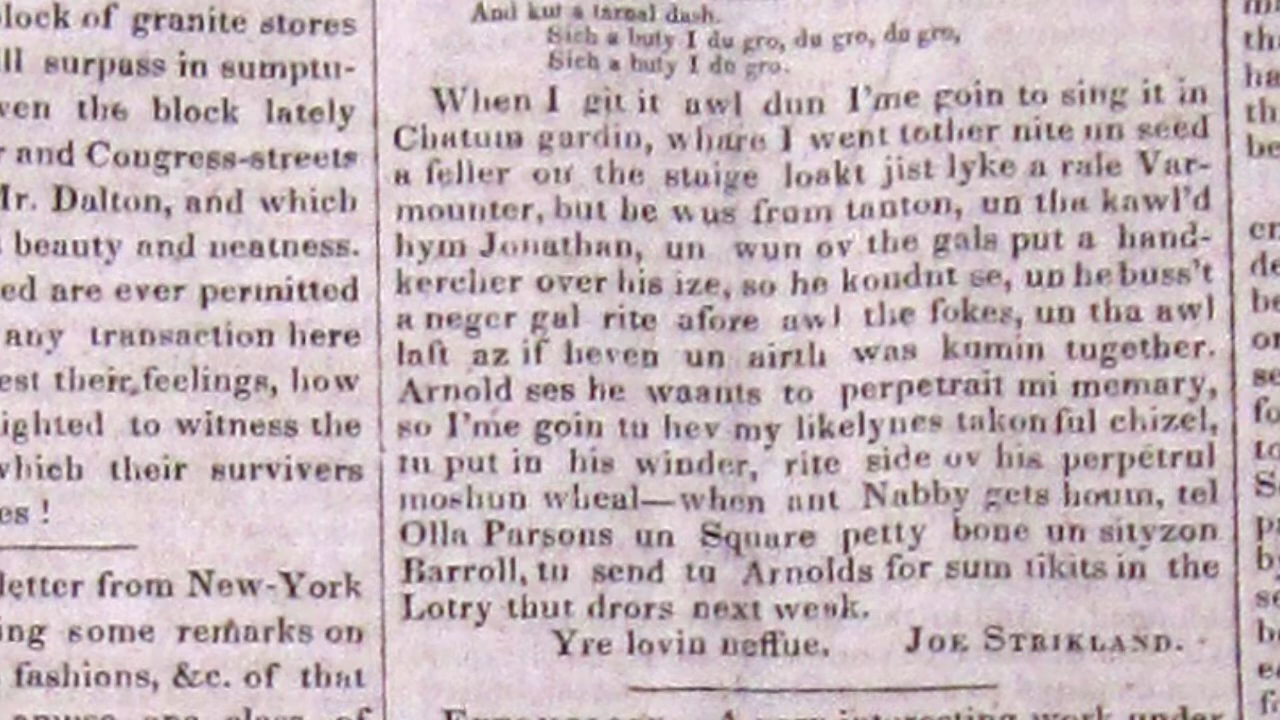 block of granite stores
ll surpass in sumptu-
ven the block lately
r and Congress-streets
Mr. Dalton, and which
s beauty and neatness.
ed are ever permitted
any transaction here
est their feelings, how
ighted to witness the
which their survivers
es!
letter from New-York
ing some remarks on
fashions, &c. of that
And kut a tarnal dash.
Sich a buty I du gro, du gro, du gro,
Sich a buty I du gro.
When I git it awl dun I'me goin to sing it in
Chatum gardin, whare I went tother nite un seed
a feller on the staige loakt jist lyke a rale Var-
mounter, but he wus frum tanton, un tha kawl'd
hym Jonathan, un wun ov the gals put a hand-
kercher over his ize, so he koudnt se, un he buss't
a neger gal rite afore awl the fokes, un tha awl
laft az if heven un airth was kumin tugether.
Arnold ses he waants to perpetrait mi memary,
so I'me goin tu hev my likelynes takon ful chizel,
tu put in his winder, rite side ov his perpetrul
moshun wheal—when ant Nabby gets houm, tel
Olla Parsons un Square petty bone un sityzon
Barroll, tu send tu Arnolds for sum tikits in the
Lotry thut drors next weak.
Yre lovin neffue, JOE STRIKLAND.
A very interesting work under